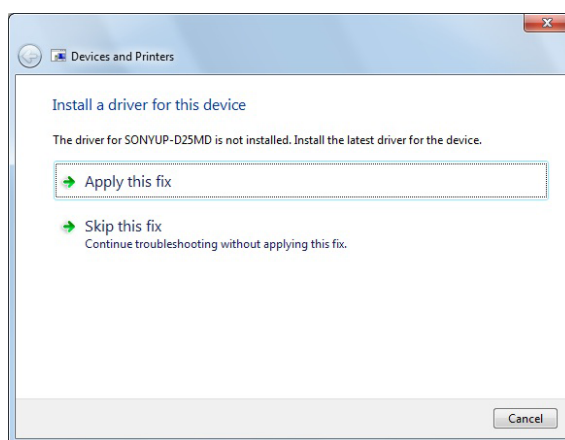 Devices and Printers
Install a driver for this device
The driver for SONYUP-D25MD is not installed. Install the latest driver for the device.
Apply this fix
Skip this fix
Continue troubleshooting without applying this fix.
Cancel